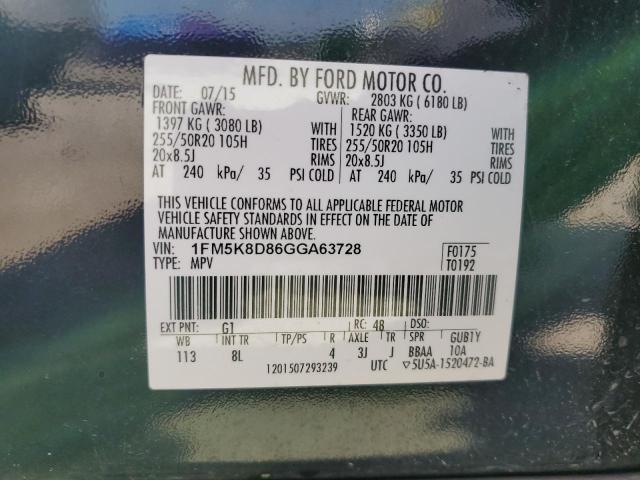 MFD. BY FORD MOTOR CO.
DATE: 07/15 GVWR: 2803 KG ( 6180 LB)
FRONT GAWR: REAR GAWR:
1397 KG ( 3080 LB) WITH 1520 KG ( 3350 LB) WITH
255/50R20 105H TIRES 255/50R20 105H TIRES
20x8.5J RIMS 20x8.5J RIMS
AT 240 kPa/ 35 PSI COLD AT 240 kPa/ 35 PSI COLD
THIS VEHICLE CONFORMS TO ALL APPLICABLE FEDERAL MOTOR
VEHICLE SAFETY STANDARDS IN EFFECT ON THE DATE OF
MANUFACTURE SHOWN ABOVE.
VIN: 1FM5K8D86GGA63728 F0175
TYPE: MPV T0192
EXT PNT: G1 RC: 48 DSO:
WB INT TR TP/PS R AXLE TR SPR GUB1Y
113 8L 4 3J J BBAA 10A
1201507293239 UTC ▽5U5A-1520472-BA